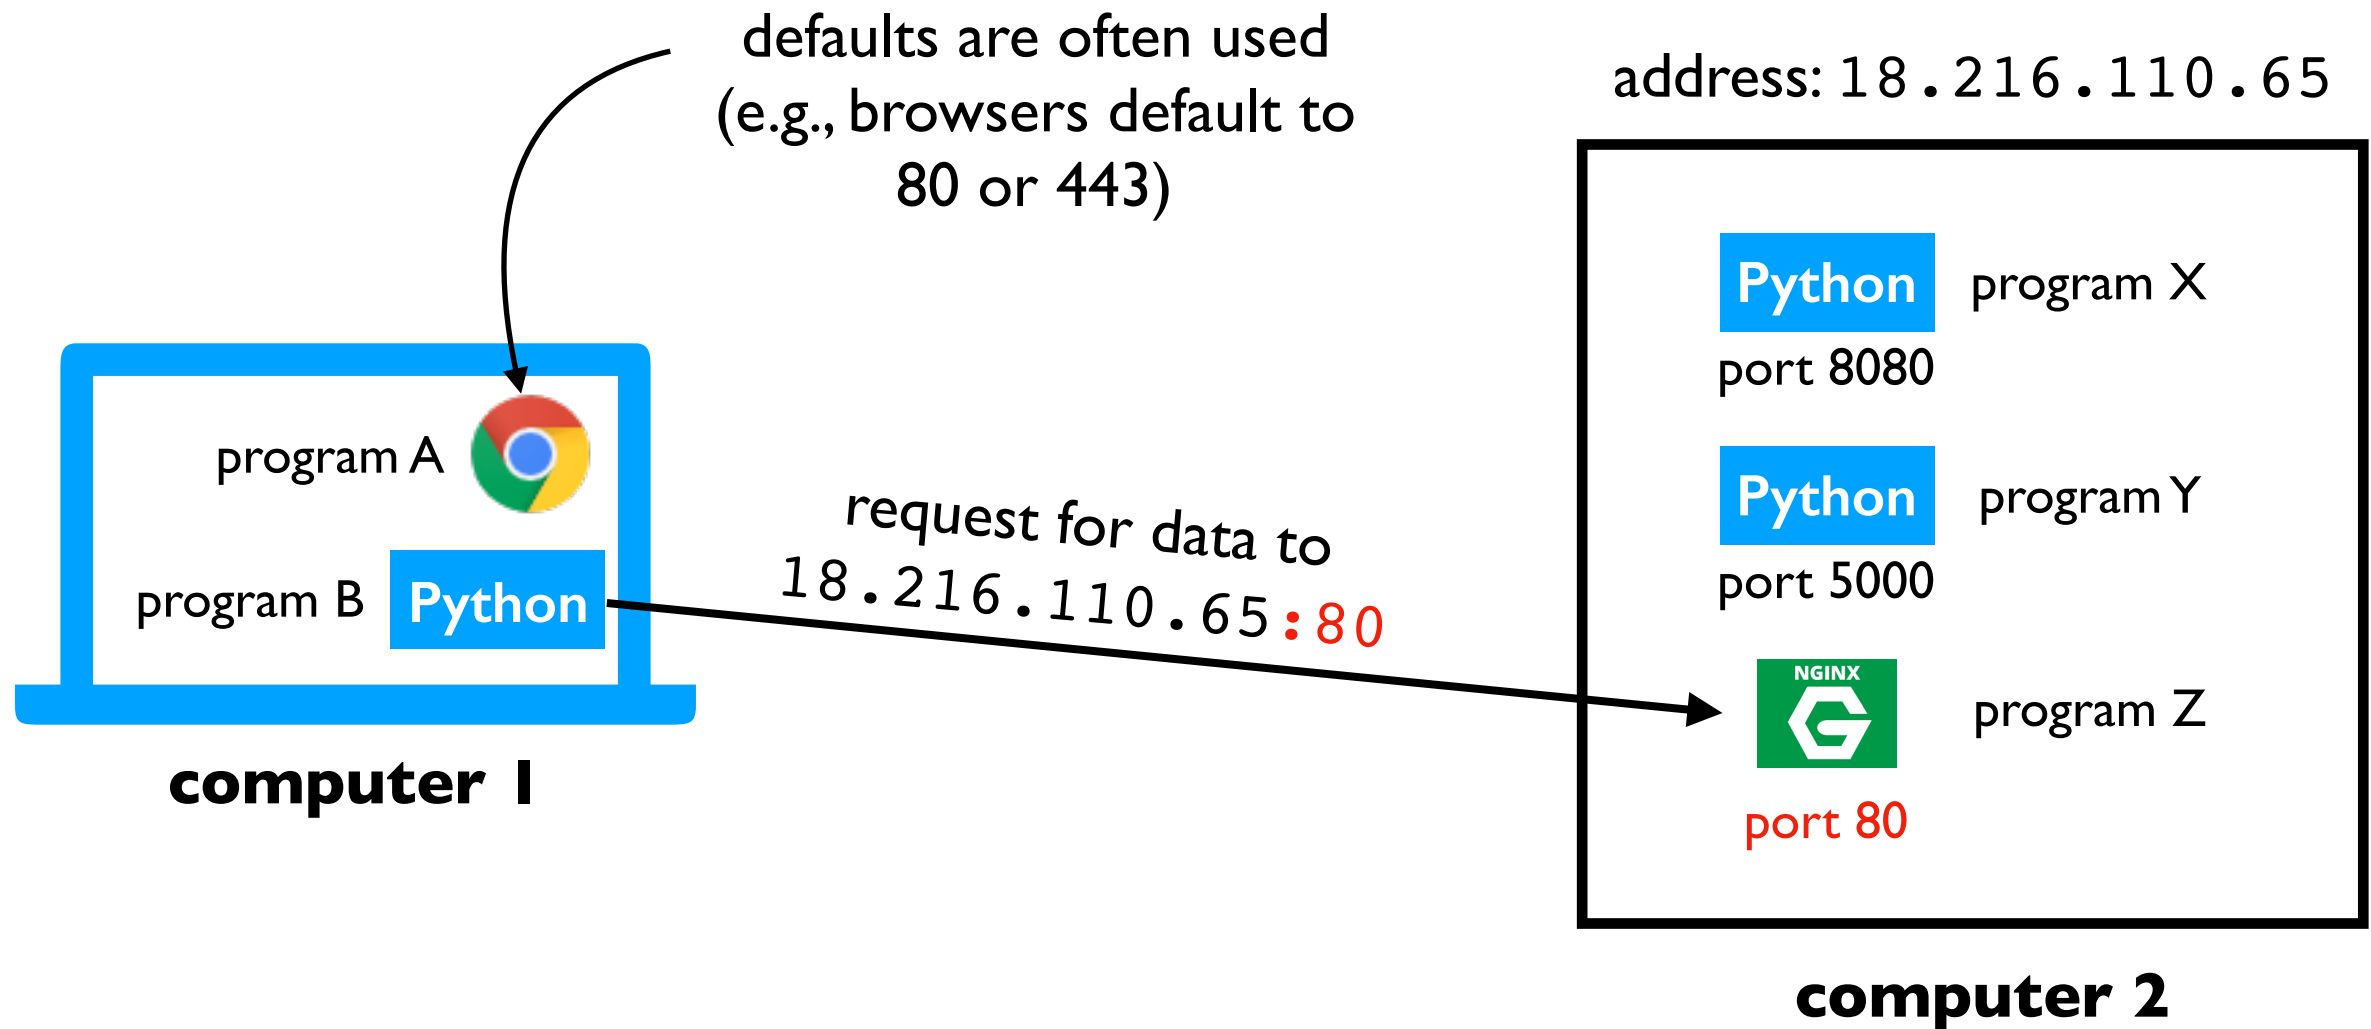 defaults are often used
(e.g., browsers default to
80 or 443)
address: 18.216.110.65
Python program X
port 8080
program A
Python program Y
port 5000
request for data to
18.216.110.65:80
program B Python
NGINX
program Z
port 80
computer 1
computer 2